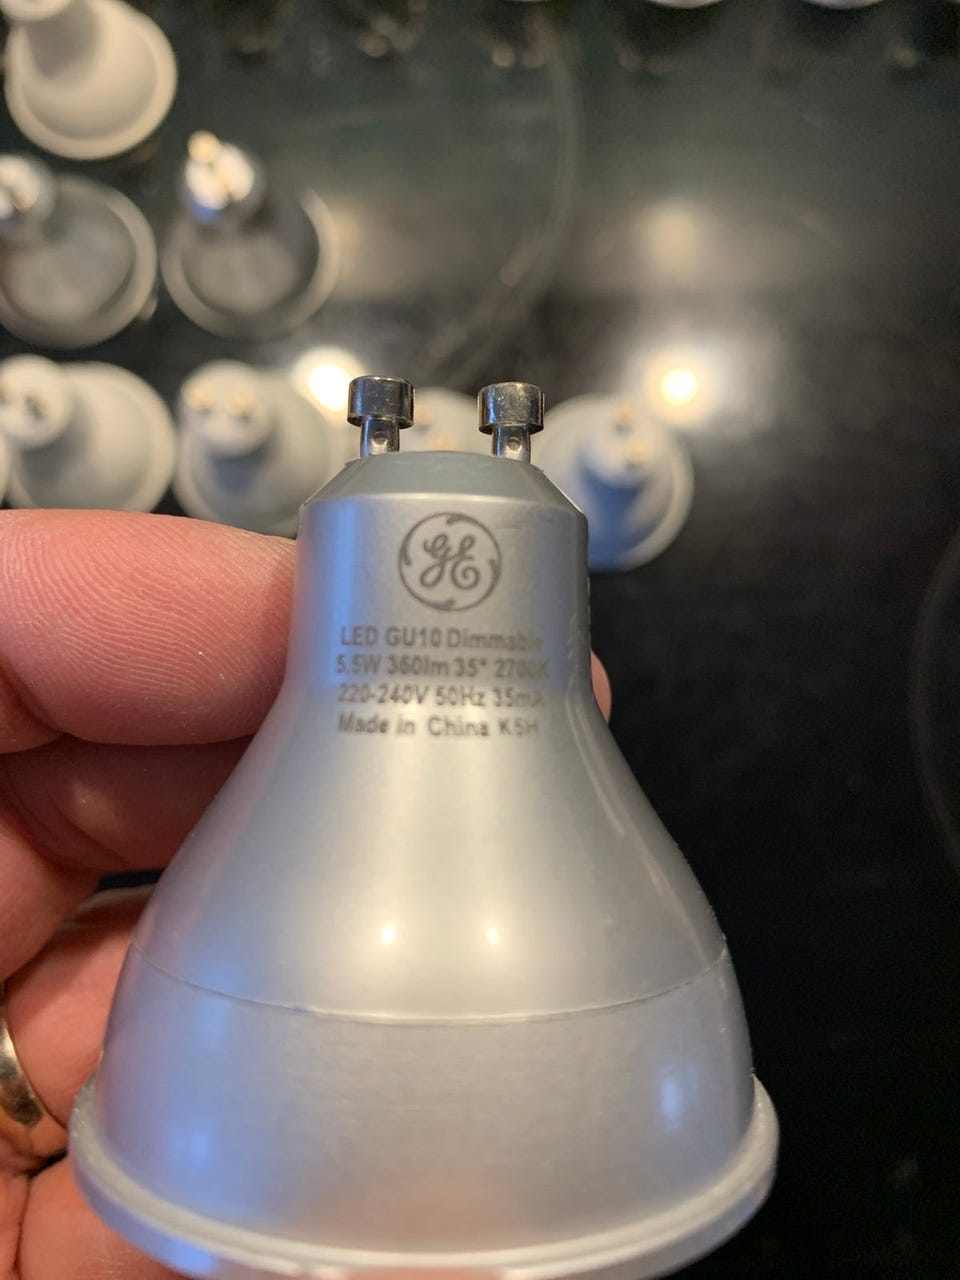 GE
LED GU10 Dimmable
5.5W 360lm 35° 2700K
220-240V 50Hz 35mA
Made in China K5H